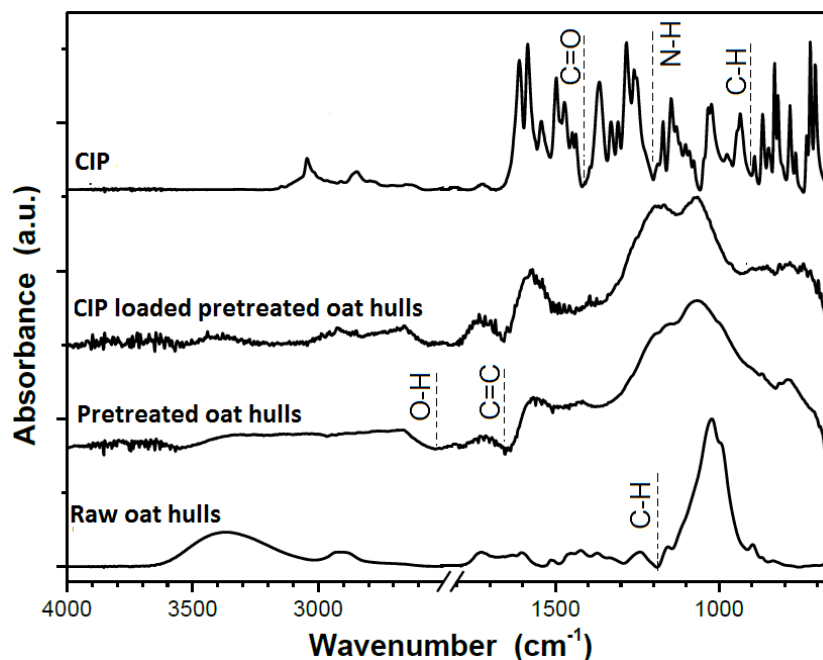 C=O
N-H
C-H
CIP
CIP loaded pretreated oat hulls
O-H
C=C
Pretreated oat hulls
C-H
Raw oat hulls
Absorbance (a.u.)
4000 3500 3000 1500 1000
Wavenumber (cm⁻¹)